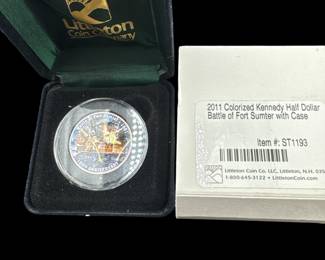 Littleton
Coin Company
2011 Colorized Kennedy Half Dollar
Battle of Fort Sumter with Case
Item #: ST1193
Littleton Coin Co. LLC, Littleton, N.H.
1-800-645-3122 • LittletonCoin.com